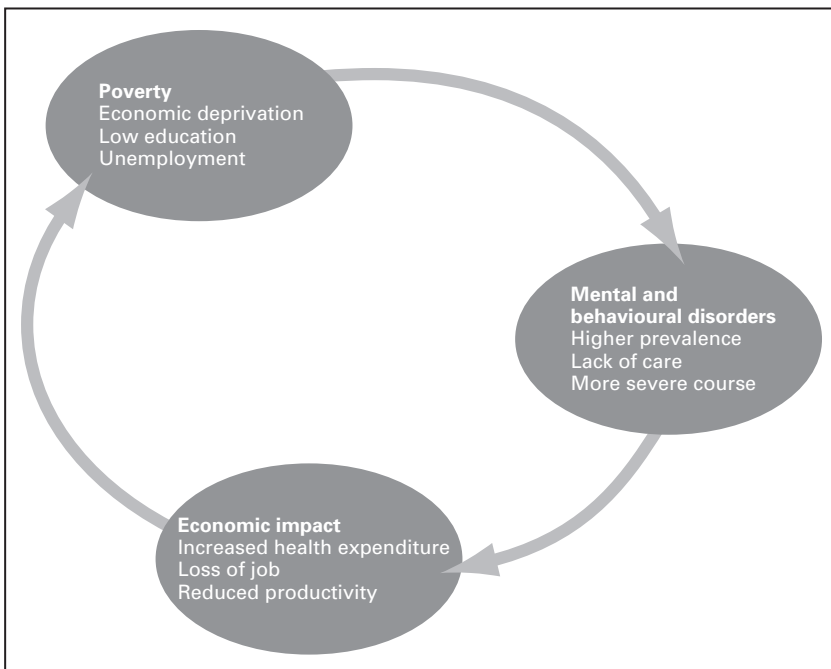 Poverty
Economic deprivation
Low education
Unemployment
Mental and
behavioural disorders
Higher prevalence
Lack of care
More severe course
Economic impact
Increased health expenditure
Loss of job
Reduced productivity